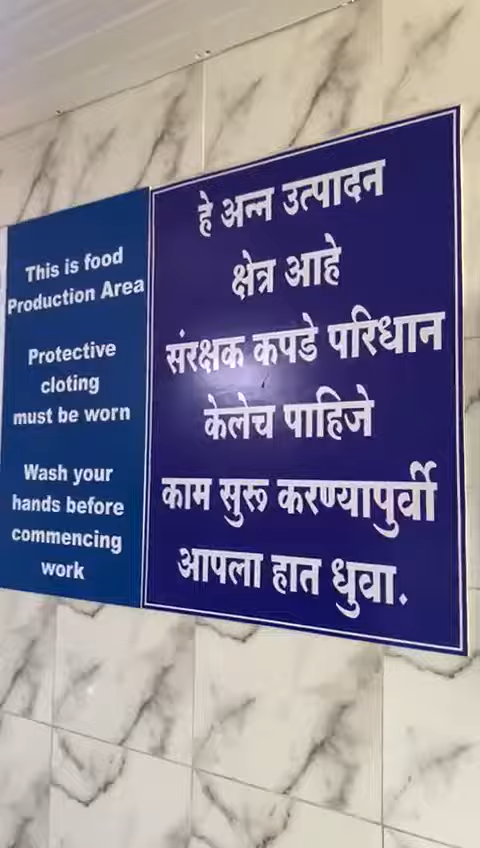 This is food
Production Area
Protective
cloting
must be worn
Wash your
hands before
commencing
work
हे अन्न उत्पादन
क्षेत्र आहे
संरक्षक कपडे परिधान
केलेच पाहिजे
काम सुरू करण्यापुर्वी
आपला हात धुवा.